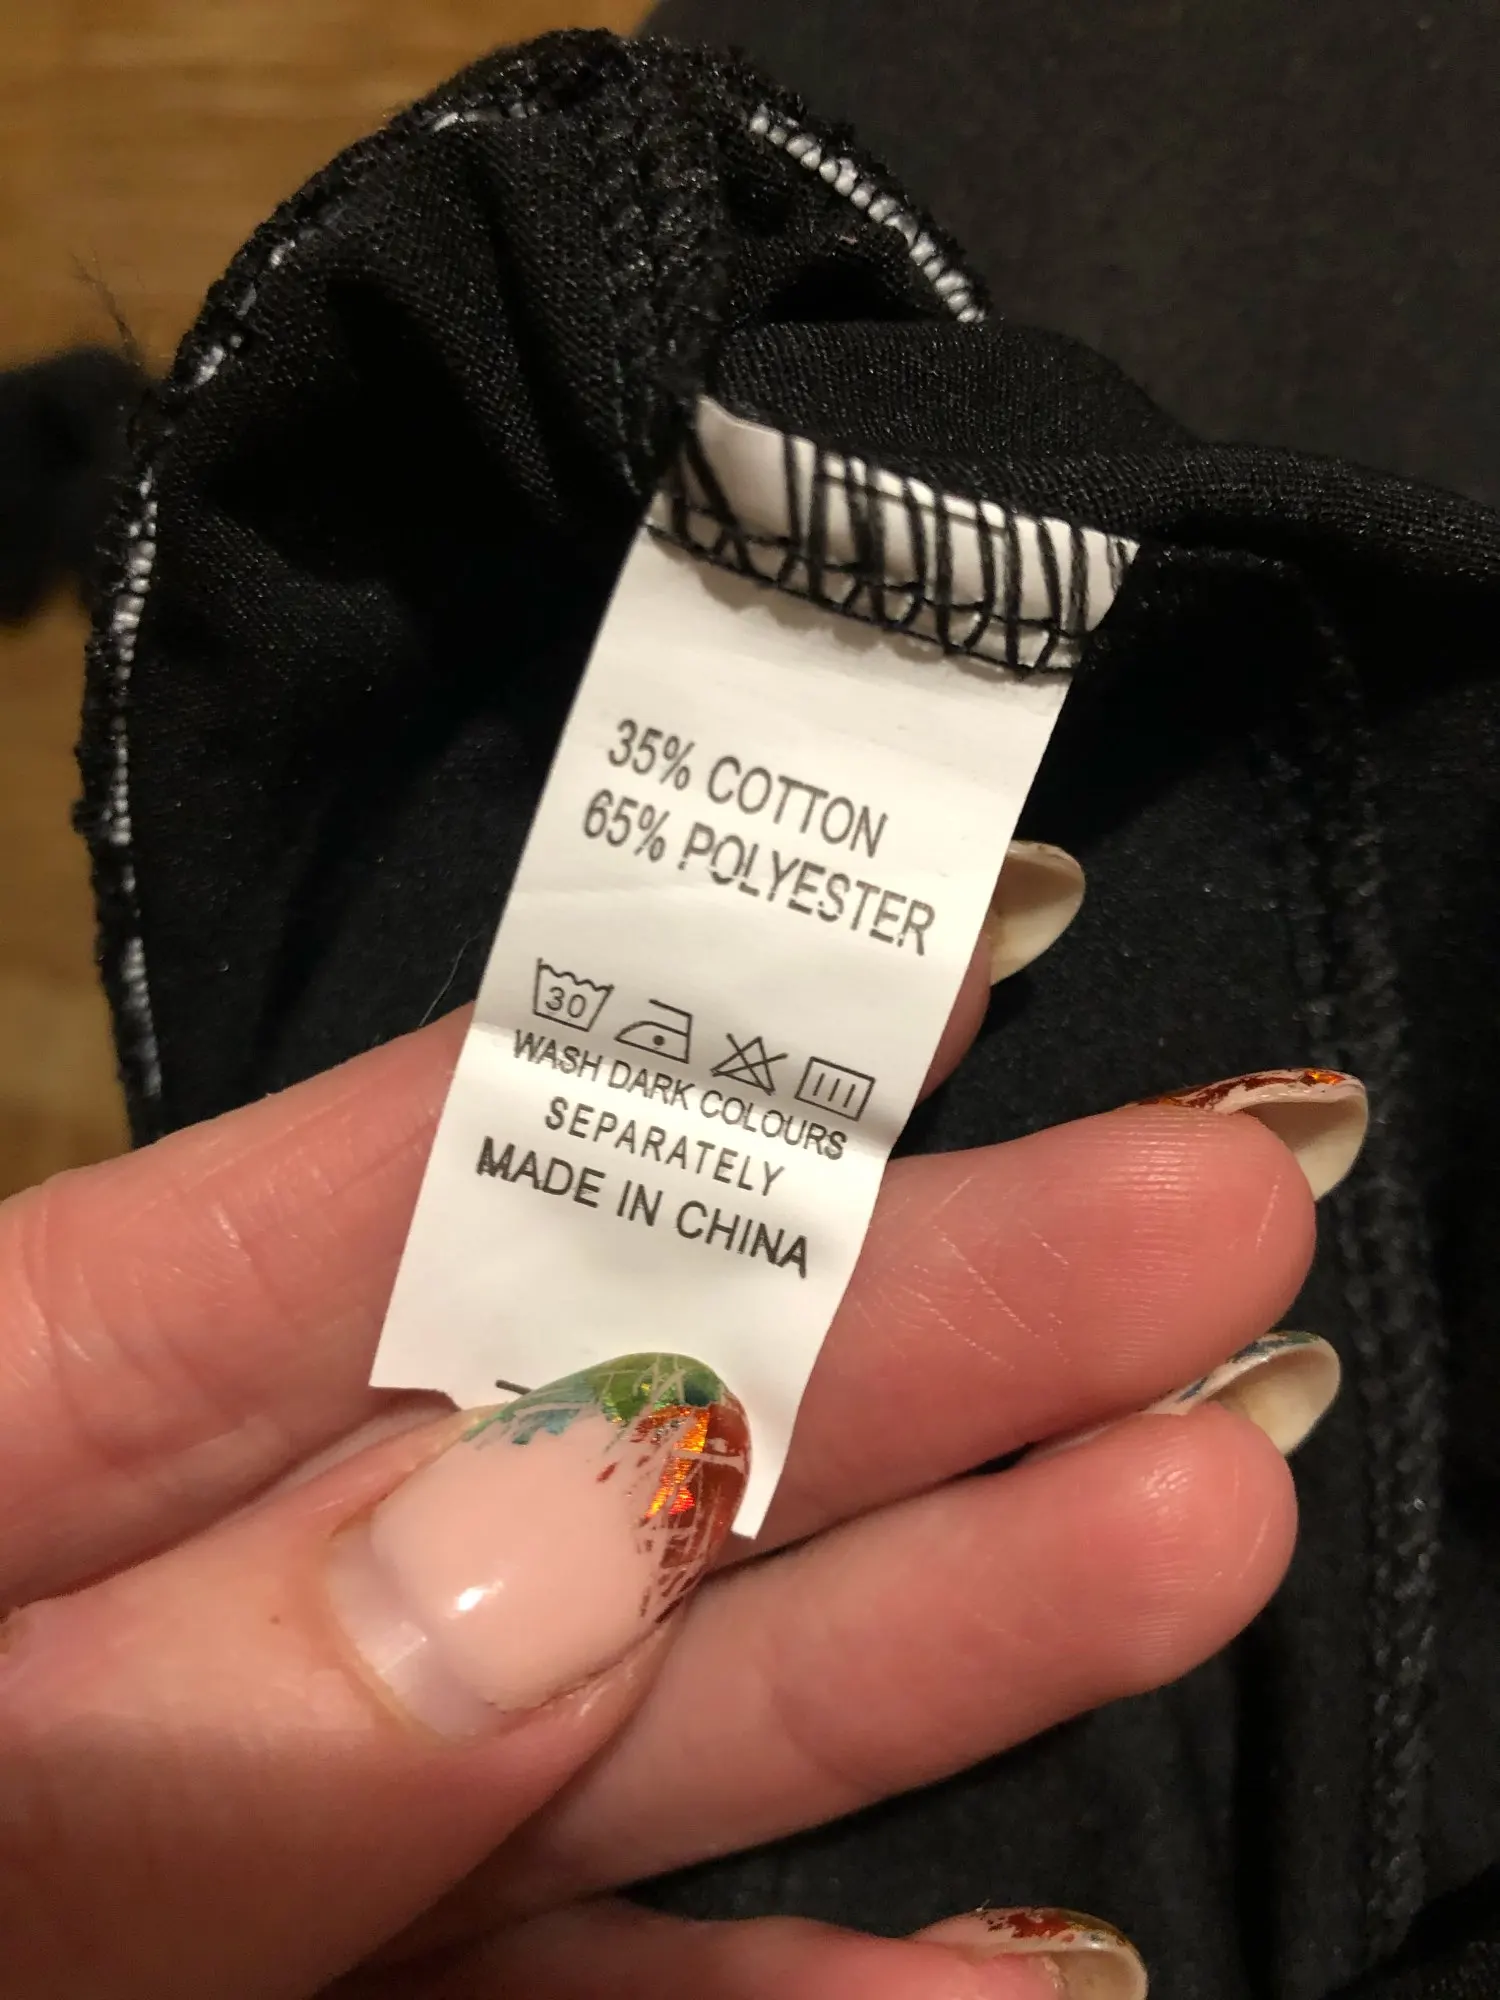 35% COTTON
65% POLYESTER
30
WASH DARK COLOURS
SEPARATELY
MADE IN CHINA